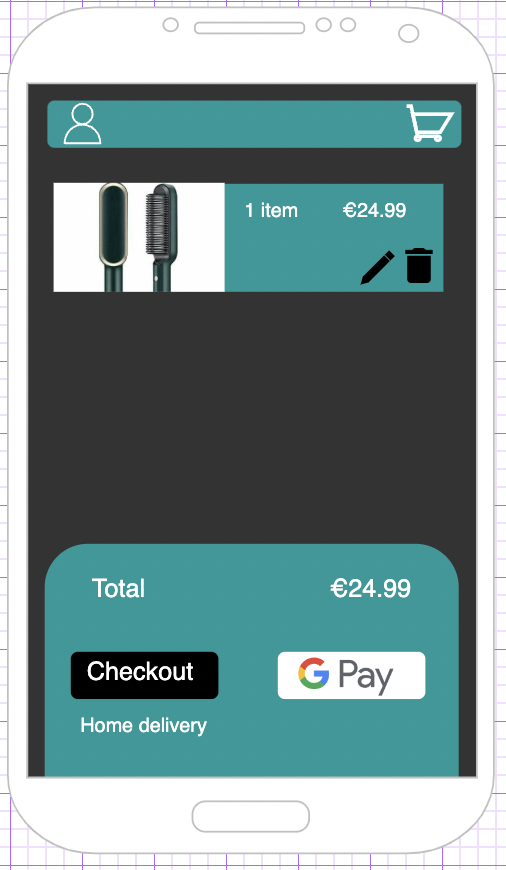 1 item €24.99
Total €24.99
Checkout G Pay
Home delivery